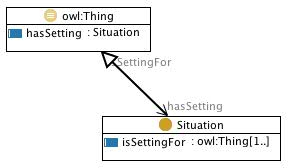 owl:Thing
hasSetting : Situation
SettingFor
hasSetting
Situation
isSettingFor : owl:Thing[1..]